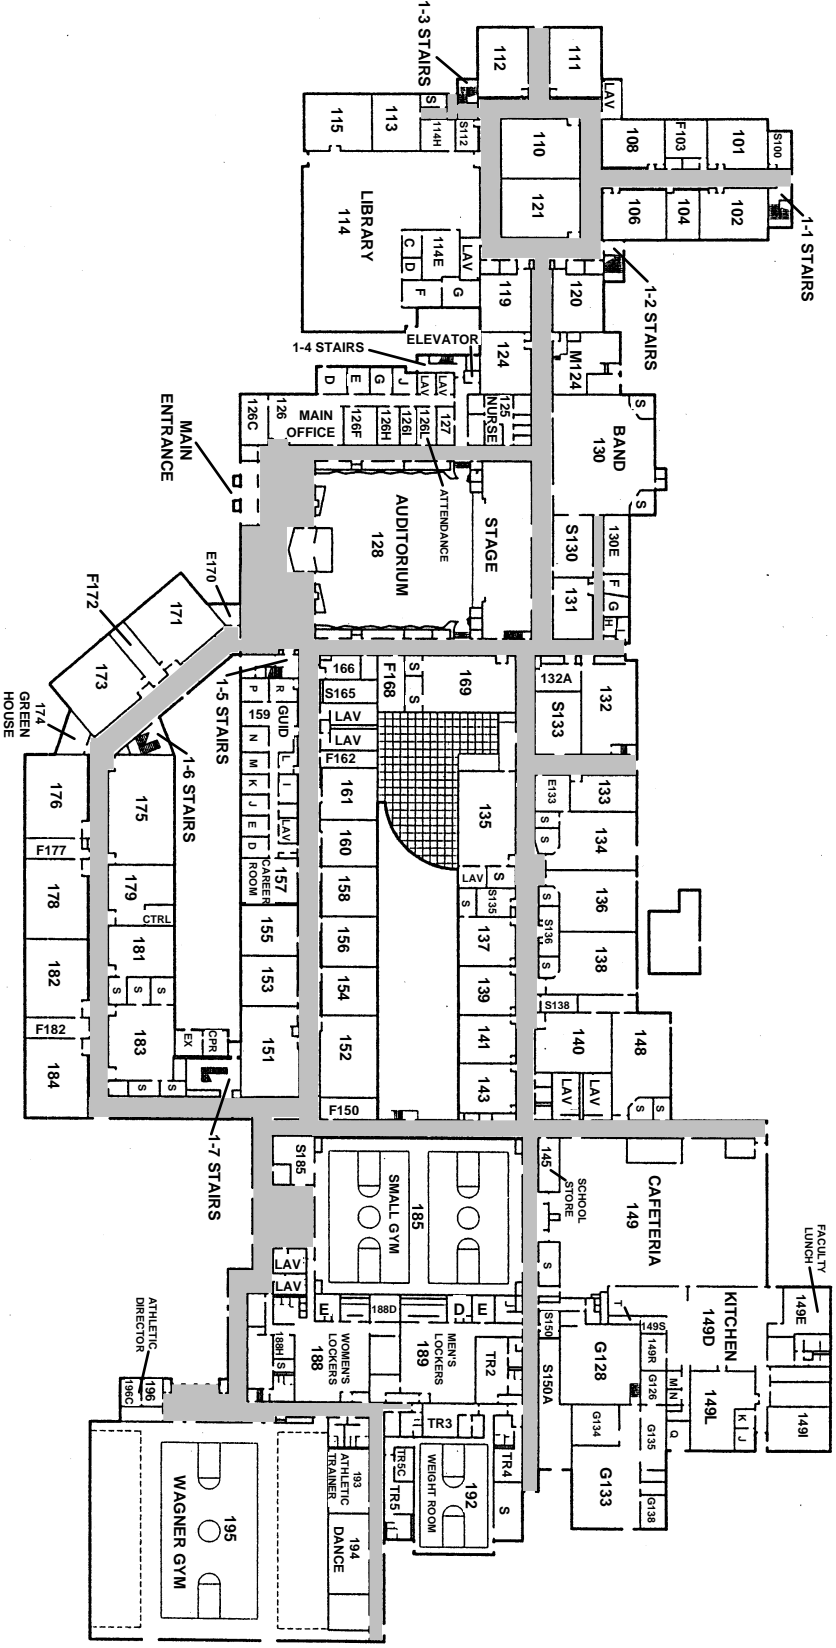 1-3 STAIRS
112
111
LAV
S
S112
114H
113
115
110
121
108
F103
101
S100
106
104
102
1-1 STAIRS
1-2 STAIRS
LIBRARY
114
114E
C
D
F
G
LAV
119
120
ELEVATOR
1-4 STAIRS
124
M124
D
E
G
J
LAV
LAV
125
NURSE
126C
126
MAIN
OFFICE
126F
126H
126I
126L
127
ATTENDANCE
MAIN
ENTRANCE
BAND
130
S
S
AUDITORIUM
128
STAGE
S130
131
130E
F
G
H
I
E170
171
F172
173
174
GREEN
HOUSE
1-5 STAIRS
1-6 STAIRS
166
S165
LAV
LAV
F162
F168
S
S
169
132A
132
S133
P
R
159
GUID
N
M
L
K
I
J
E
LAV
D
CAREER
ROOM
157
161
160
158
156
154
152
F150
155
153
151
135
LAV
S
S
S135
137
139
141
143
E133
133
S
S
134
S
136
S136
S
138
S138
140
148
LAV
LAV
S
S
176
F177
178
182
F182
184
175
179
CTRL
181
S
S
S
183
S
S
EX
CPR
1-7 STAIRS
S185
SMALL GYM
185
145
SCHOOL
STORE
S
CAFETERIA
149
FACULTY
LUNCH
149E
KITCHEN
149D
149S
149R
T
149L
149I
K
J
M
N
Q
G126
G128
G134
G135
G133
G138
S150
S150A
LAV
LAV
E
188D
D
E
WOMEN'S
LOCKERS
188
188H
S
MEN'S
LOCKERS
189
TR2
TR3
TR4
TR5C
TR5
S
192
WEIGHT ROOM
ATHLETIC
DIRECTOR
196
196C
193
ATHLETIC
TRAINER
194
DANCE
195
WAGNER GYM